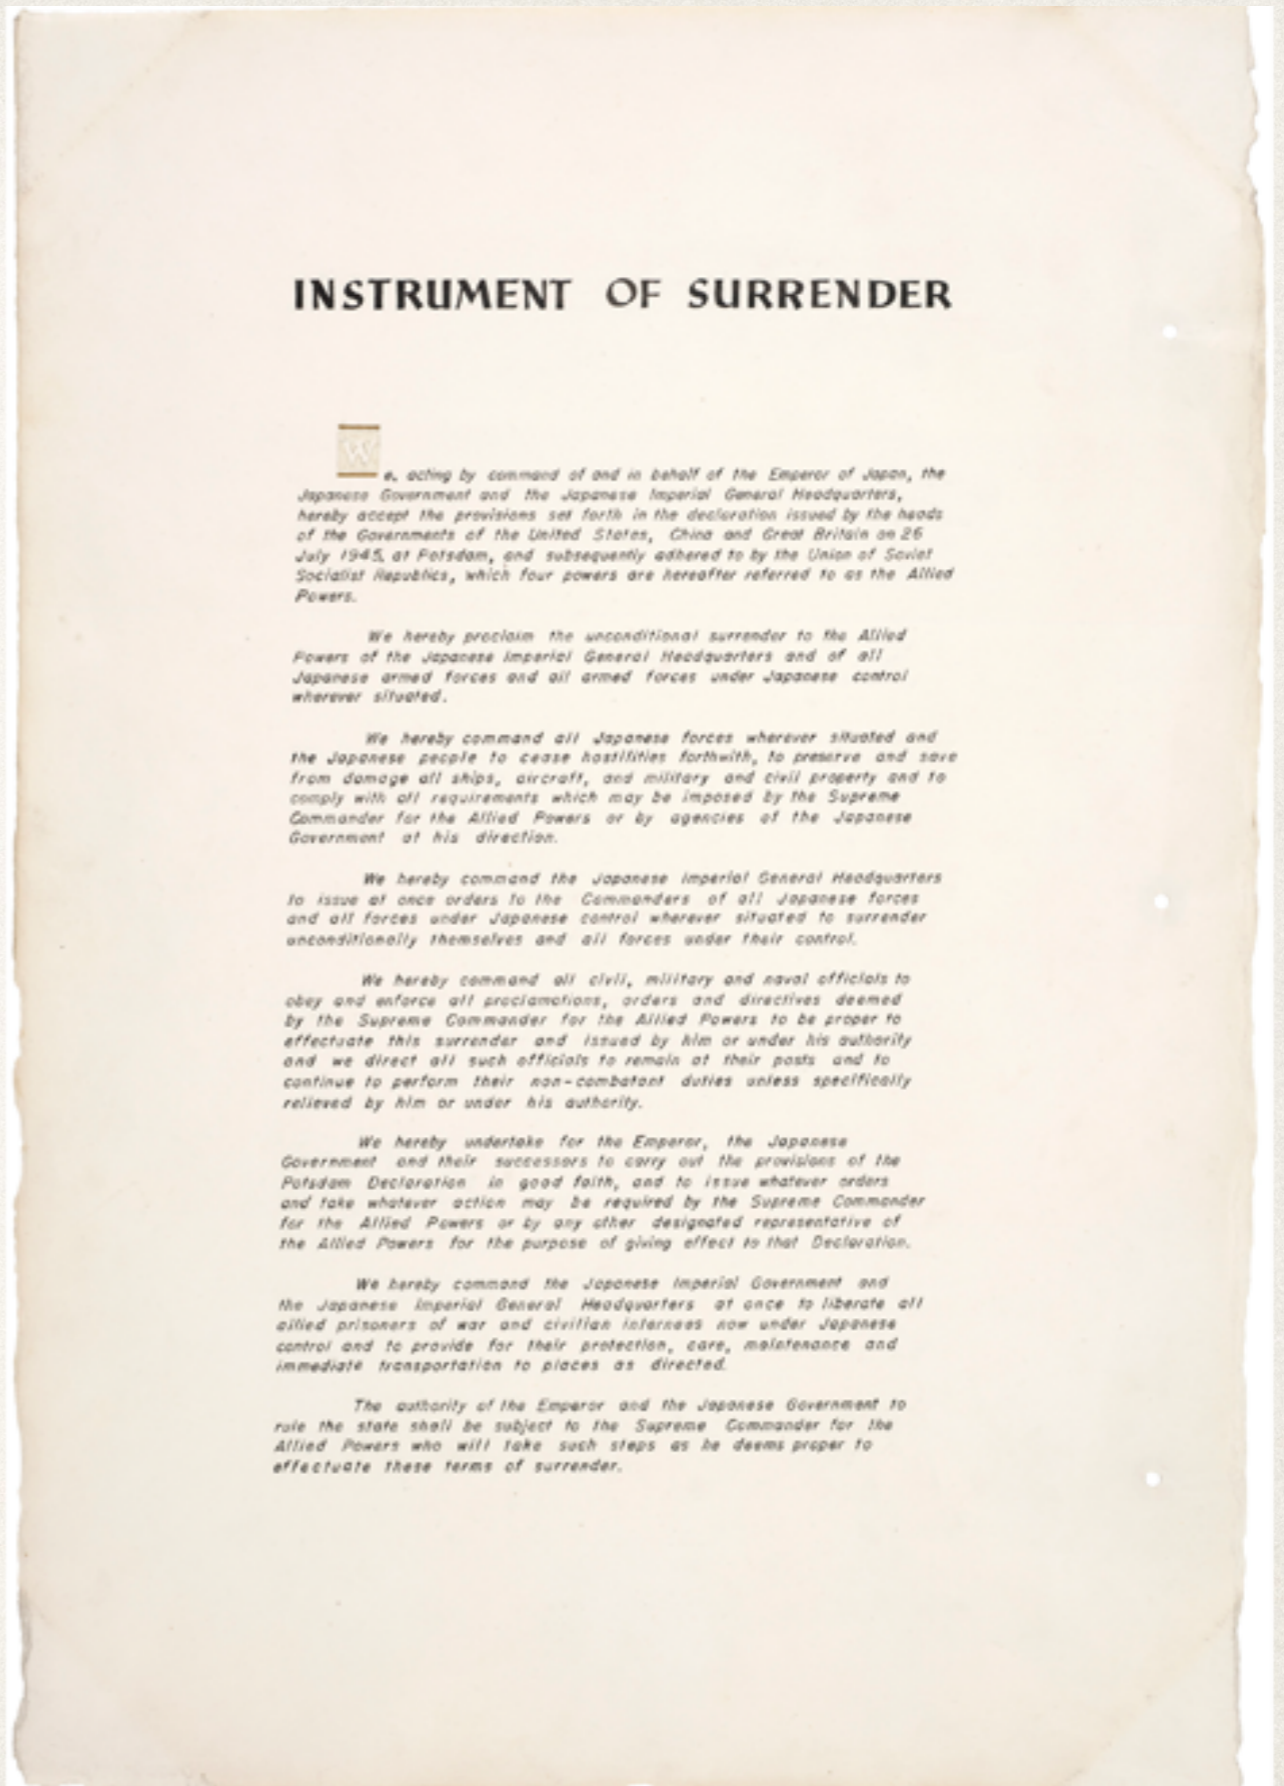 INSTRUMENT OF SURRENDER
We, acting by command of and in behalf of the Emperor of Japan, the
Japanese Government and the Japanese Imperial General Headquarters,
hereby accept the provisions set forth in the declaration issued by the heads
of the Governments of the United States, China and Great Britain on 26
July 1945, at Potsdam, and subsequently adhered to by the Union of Soviet
Socialist Republics, which four powers are hereafter referred to as the Allied
Powers.
We hereby proclaim the unconditional surrender to the Allied
Powers of the Japanese Imperial General Headquarters and of all
Japanese armed forces and all armed forces under Japanese control
wherever situated.
We hereby command all Japanese forces wherever situated and
the Japanese people to cease hostilities forthwith, to preserve and save
from damage all ships, aircraft, and military and civil property and to
comply with all requirements which may be imposed by the Supreme
Commander for the Allied Powers or by agencies of the Japanese
Government at his direction.
We hereby command the Japanese Imperial General Headquarters
to issue at once orders to the Commanders of all Japanese forces
and all forces under Japanese control wherever situated to surrender
unconditionally themselves and all forces under their control.
We hereby command all civil, military and naval officials to
obey and enforce all proclamations, orders and directives deemed
by the Supreme Commander for the Allied Powers to be proper to
effectuate this surrender and issued by him or under his authority
and we direct all such officials to remain at their posts and to
continue to perform their non-combatant duties unless specifically
relieved by him or under his authority.
We hereby undertake for the Emperor, the Japanese
Government and their successors to carry out the provisions of the
Potsdam Declaration in good faith, and to issue whatever orders
and take whatever action may be required by the Supreme Commander
for the Allied Powers or by any other designated representative of
the Allied Powers for the purpose of giving effect to that Declaration.
We hereby command the Japanese Imperial Government and
the Japanese Imperial General Headquarters at once to liberate all
allied prisoners of war and civilian internees now under Japanese
control and to provide for their protection, care, maintenance and
immediate transportation to places as directed.
The authority of the Emperor and the Japanese Government to
rule the state shall be subject to the Supreme Commander for the
Allied Powers who will take such steps as he deems proper to
effectuate these terms of surrender.